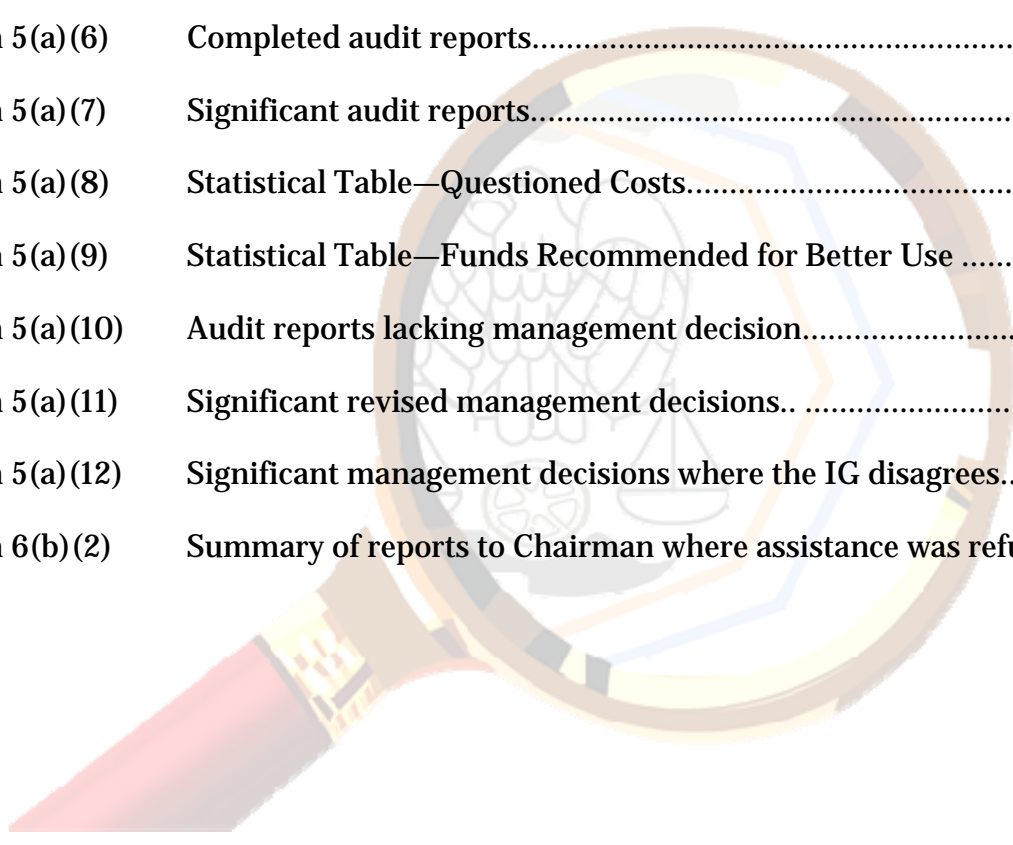 n 5(a)(6) Completed audit reports..........................................................
n 5(a)(7) Significant audit reports..........................................................
n 5(a)(8) Statistical Table—Questioned Costs.......................................
n 5(a)(9) Statistical Table—Funds Recommended for Better Use ......
n 5(a)(10) Audit reports lacking management decision.........................
n 5(a)(11) Significant revised management decisions.. .........................
n 5(a)(12) Significant management decisions where the IG disagrees..
n 6(b)(2) Summary of reports to Chairman where assistance was refu